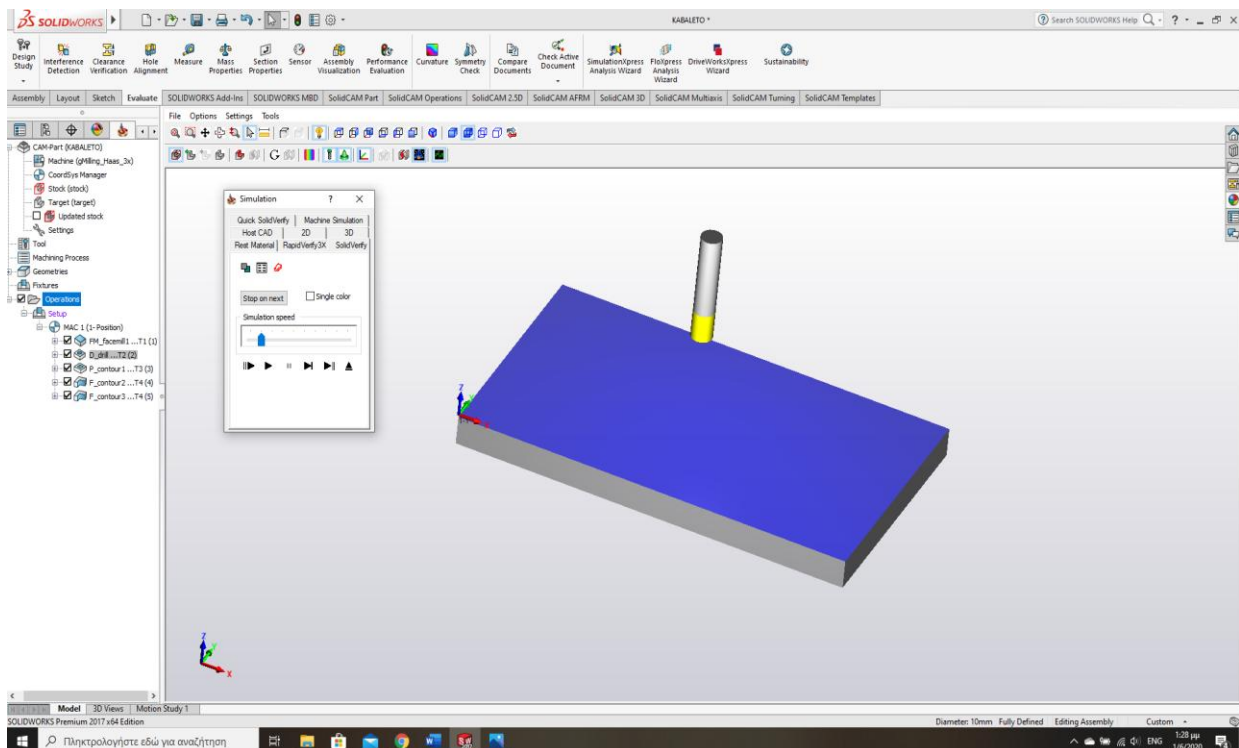 SOLIDWORKS
KABALETO *
Search SOLIDWORKS Help
Design Study
Interference Detection
Clearance Verification
Hole Alignment
Measure
Mass Properties
Section Properties
Sensor
Assembly Visualization
Performance Evaluation
Curvature
Symmetry Check
Compare Documents
Check Active Document
SimulationXpress Analysis Wizard
FloXpress Analysis Wizard
DriveWorksXpress Wizard
Sustainability
Assembly Layout Sketch Evaluate SOLIDWORKS Add-Ins SOLIDWORKS MBD SolidCAM Part SolidCAM Operations SolidCAM 2.5D SolidCAM AFRM SolidCAM 3D SolidCAM Multiaxis SolidCAM Turning SolidCAM Templates
File Options Settings Tools
CAM-Part (KABALETO)
Machine (gMilling_Haas_3x)
CoordSys Manager
Stock (stock)
Target (target)
Updated stock
Settings
Tool
Machining Process
Geometries
Fixtures
Operations
Setup
MAC 1 (1- Position)
FM_facemill1 ...T1 (1)
D_drill ...T2 (2)
P_contour1 ...T3 (3)
F_contour2 ...T4 (4)
F_contour3 ...T4 (5)
Simulation ? X
Quick SolidVerify Machine Simulation
Host CAD 2D 3D
Rest Material RapidVerify3X SolidVerify
Stop on next Single color
Simulation speed
Z
X
Z
Y
X
Model 3D Views Motion Study 1
SOLIDWORKS Premium 2017 x64 Edition
Diameter: 10mm Fully Defined Editing Assembly Custom
Πληκτρολογήστε εδώ για αναζήτηση
ENG
1:28 μμ
1/6/2020